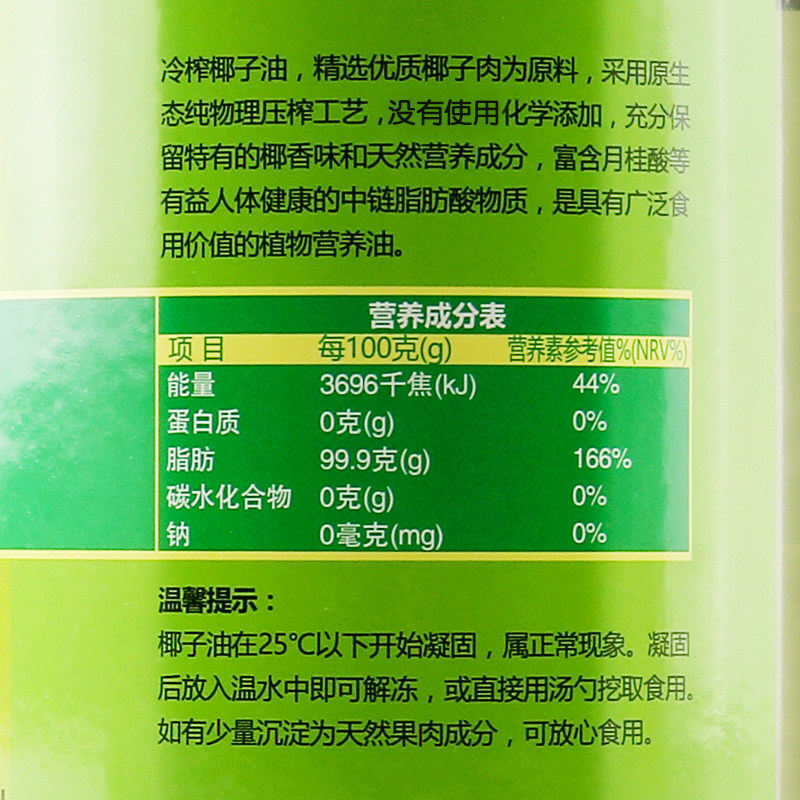 冷榨椰子油，精选优质椰子肉为原料，采用原生
态纯物理压榨工艺,没有使用化学添加，充分保
留特有的椰香味和天然营养成分，富含月桂酸等
有益人体健康的中链脂肪酸物质，是具有广泛食
用价值的植物营养油。
营养成分表
项目 每100克(g) 营养素参考值%(NRV%)
能量 3696千焦(kJ) 44%
蛋白质 0克(g) 0%
脂肪 99.9克(g) 166%
碳水化合物 0克(g) 0%
钠 0毫克(mg) 0%
温馨提示：
椰子油在25℃以下开始凝固，属正常现象。凝固
后放入温水中即可解冻，或直接用汤勺挖取食用。
如有少量沉淀为天然果肉成分，可放心食用。